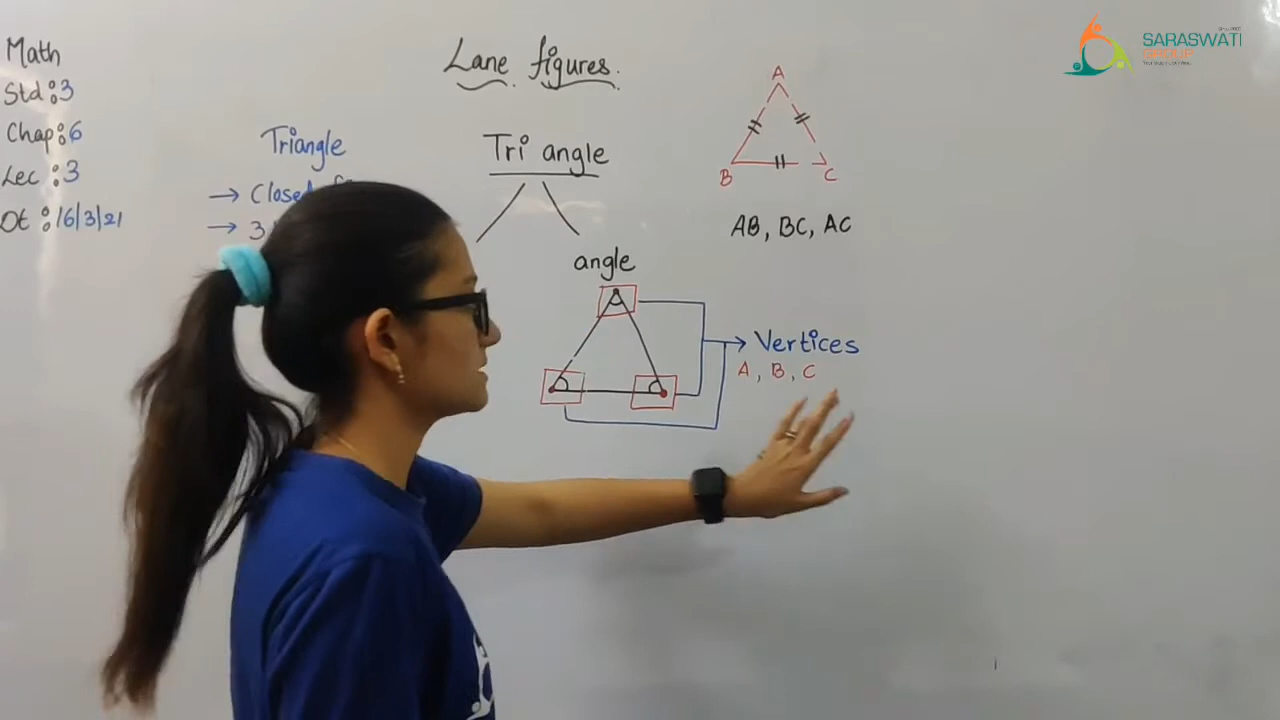 Math
Std : 3
Chap : 6
Lec : 3
Dt : 16/3/21
Lane figures.
Triangle
→ Closed
→ 3
Tri angle
angle
A
B
C
AB, BC, AC
Vertices
A, B, C
SARASWATI
GROUP